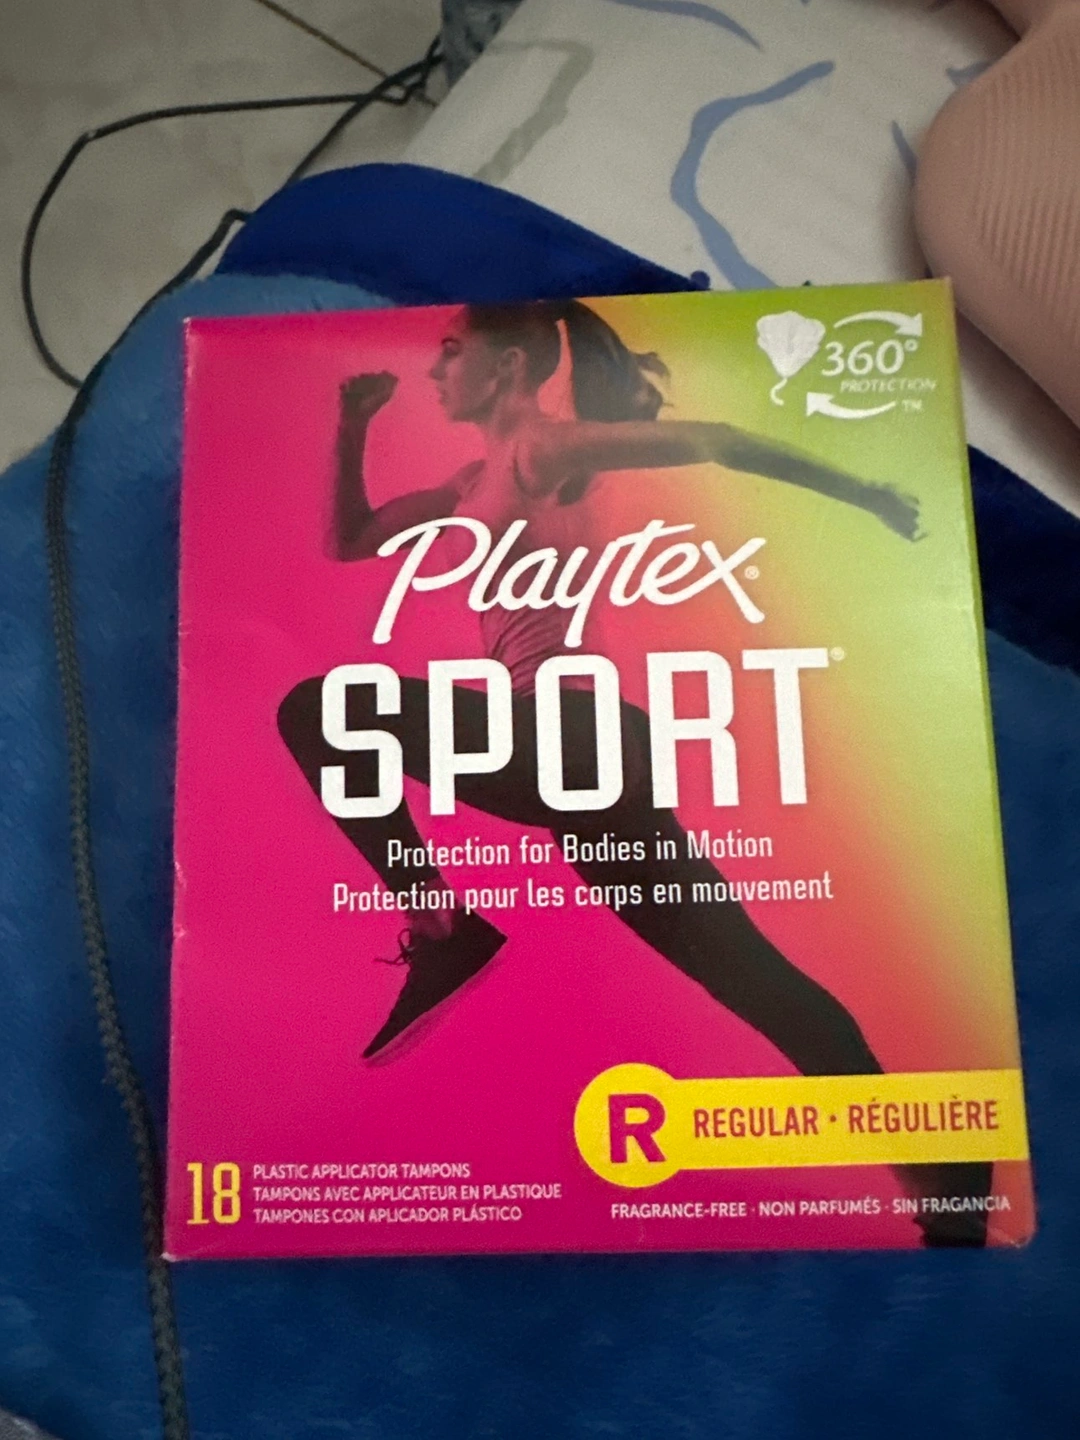 360°
PROTECTION
™
Playtex®
SPORT®
Protection for Bodies in Motion
Protection pour les corps en mouvement
R REGULAR · RÉGULIÈRE
18 PLASTIC APPLICATOR TAMPONS
TAMPONS AVEC APPLICATEUR EN PLASTIQUE
TAMPONES CON APLICADOR PLÁSTICO
FRAGRANCE-FREE · NON PARFUMÉS · SIN FRAGANCIA